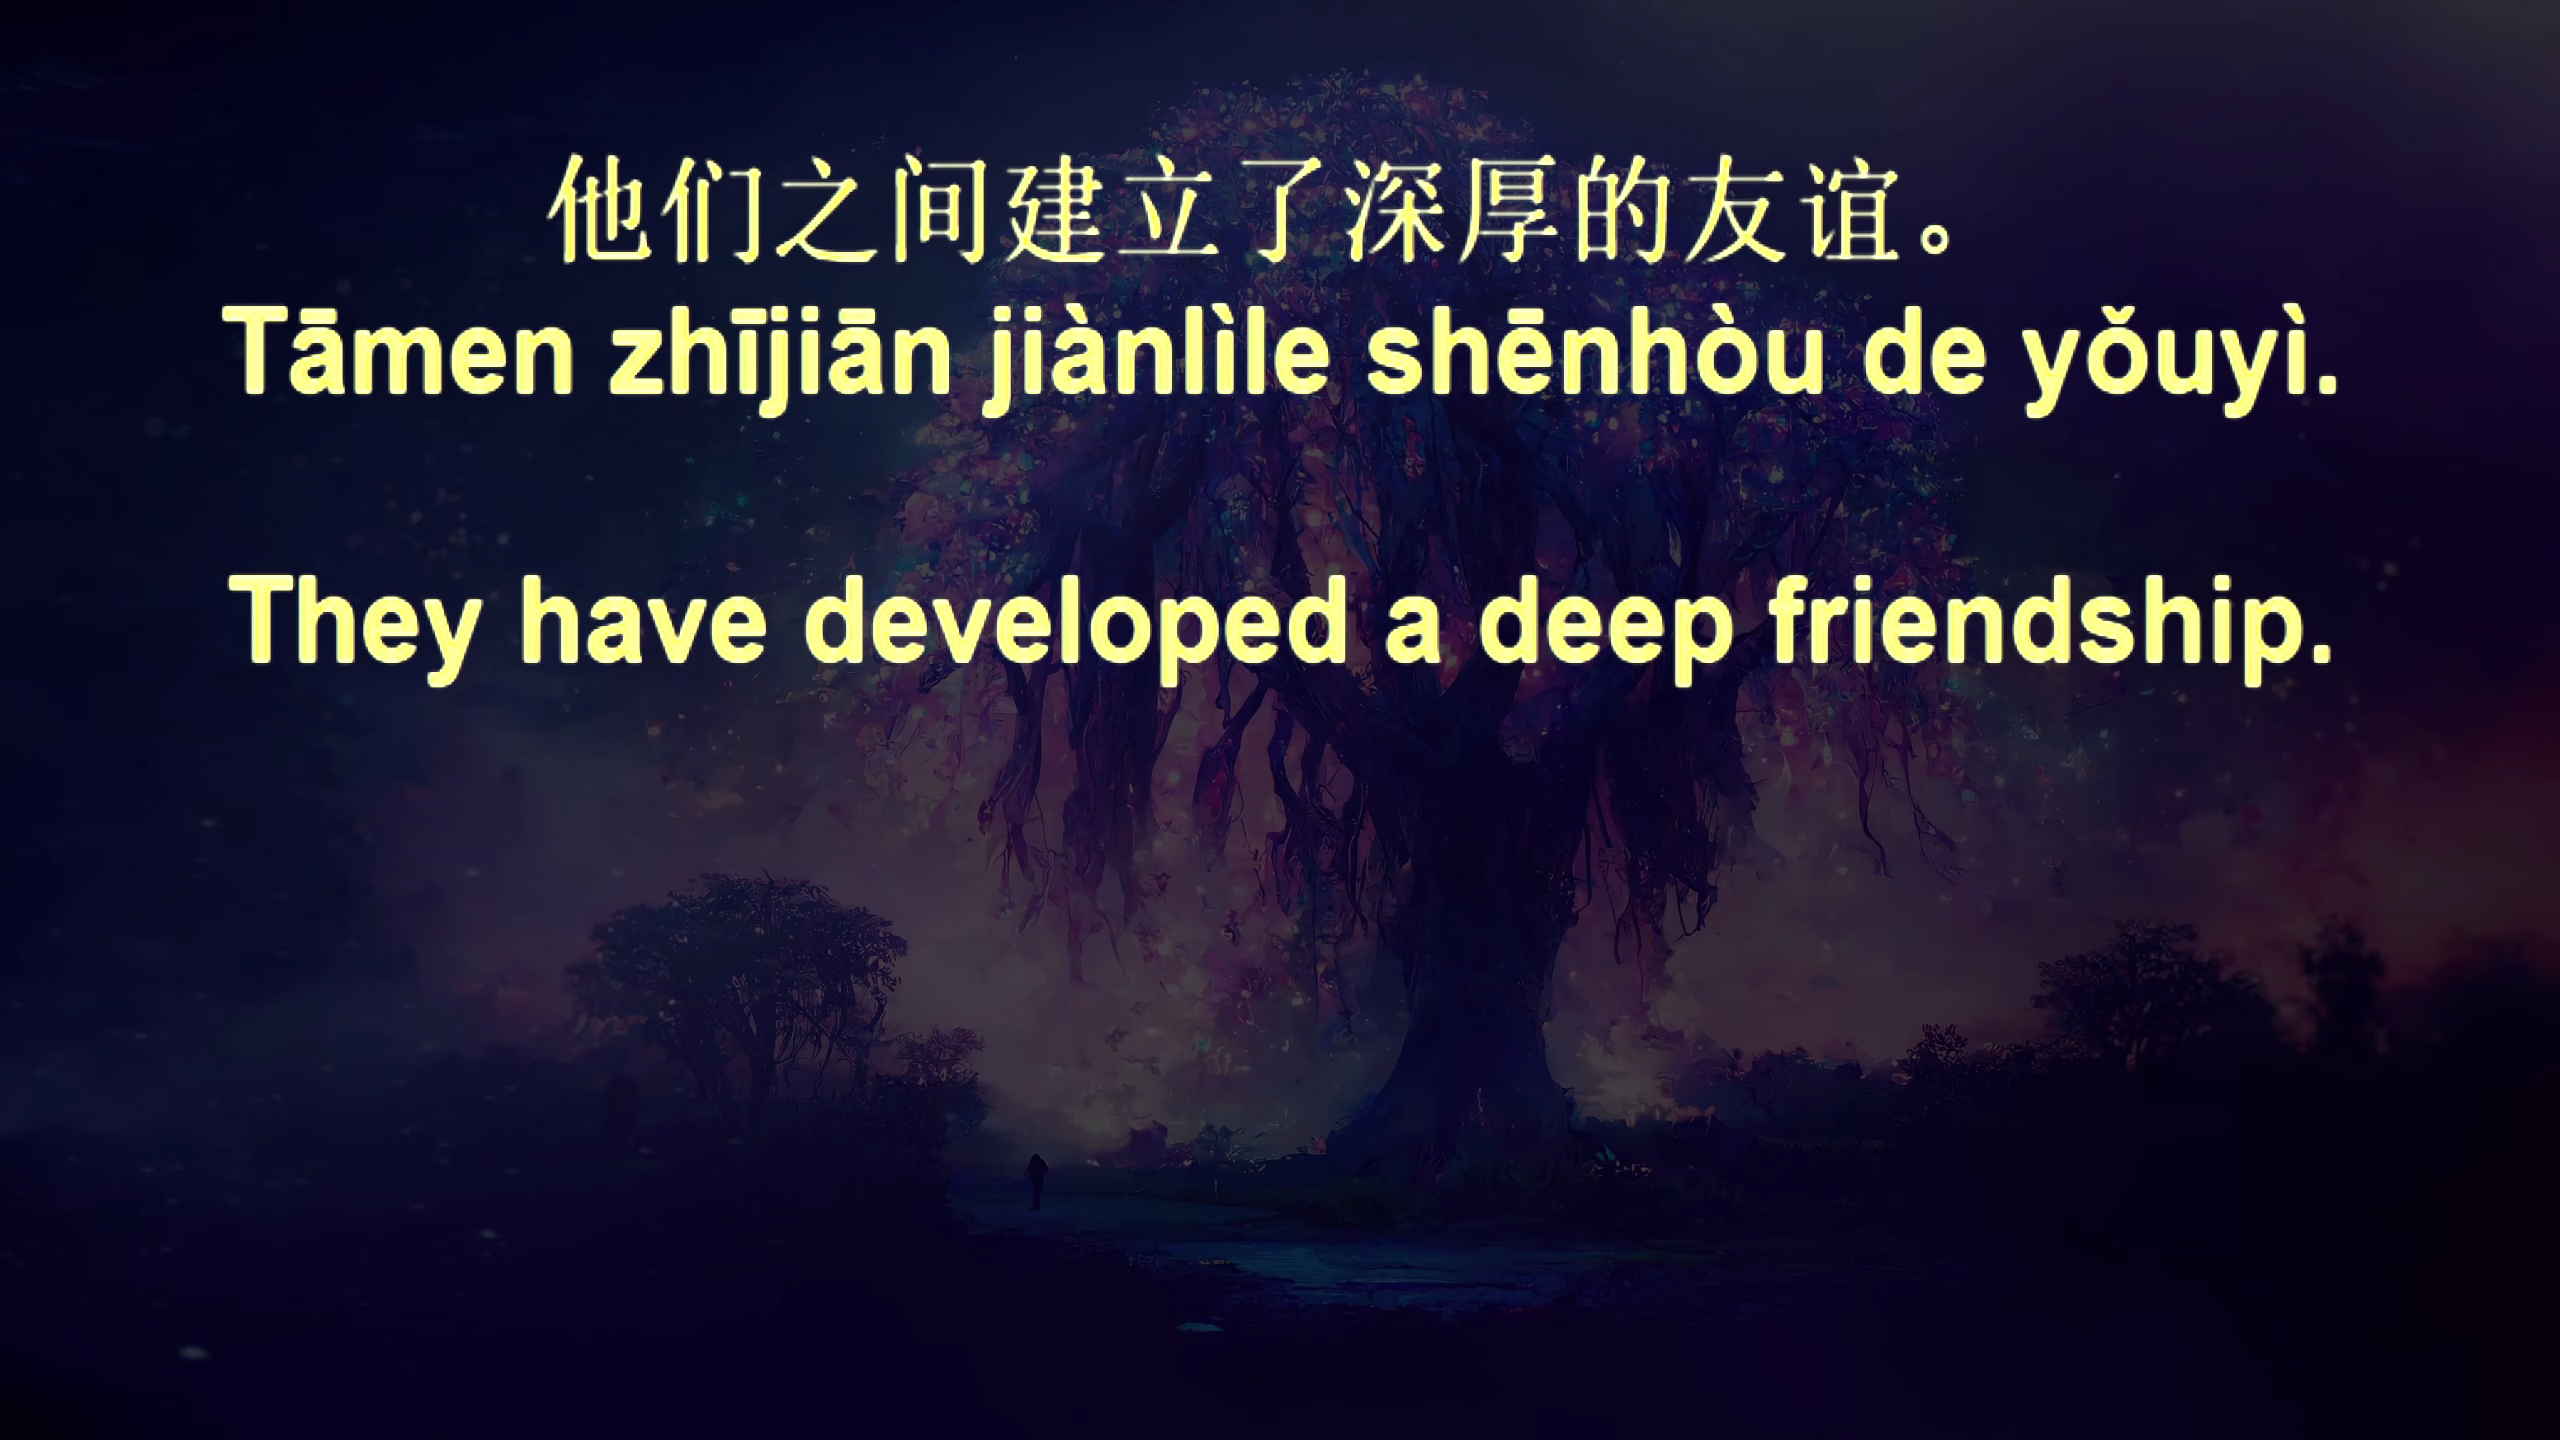 他们之间建立了深厚的友谊。
Tāmen zhījiān jiànlìle shēnhòu de yǒuyì.
They have developed a deep friendship.